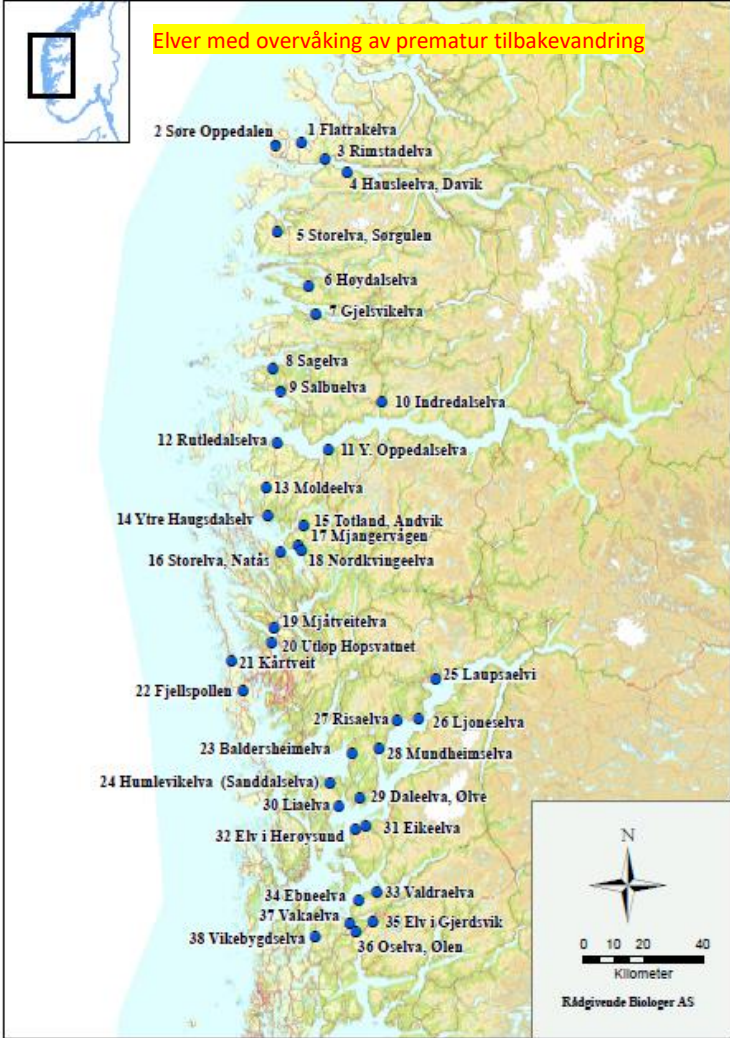 Elver med overvåking av prematur tilbakevandring
2 Søre Oppedalen
1 Flatrakelva
3 Rimstadelva
4 Hausleelva, Davik
5 Storelva, Sørgulen
6 Høydalselva
7 Gjelsvikelva
8 Sagelva
9 Salbuelva
10 Indredalselva
12 Rutledalselva
11 Y. Oppedalselva
13 Moldeelva
14 Ytre Haugsdalselv
15 Totland, Andvik
17 Mjangervågen
16 Storelva, Natås
18 Nordkvingeelva
19 Mjåtveitelva
20 Utløp Hopsvatnet
21 Kårtveit
25 Laupsaelvi
22 Fjellspollen
27 Risaelva
26 Ljoneselva
23 Baldersheimelva
28 Mundheimselva
24 Humlevikelva (Sanddalselva)
29 Daleelva, Ølve
30 Liaelva
32 Elv i Herøysund
31 Eikeelva
33 Valdraelva
34 Ebneelva
37 Vakaelva
35 Elv i Gjerdsvik
38 Vikebygdselva
36 Oselva, Ølen
N
0 10 20 40
Kilometer
Rådgivende Biologer AS